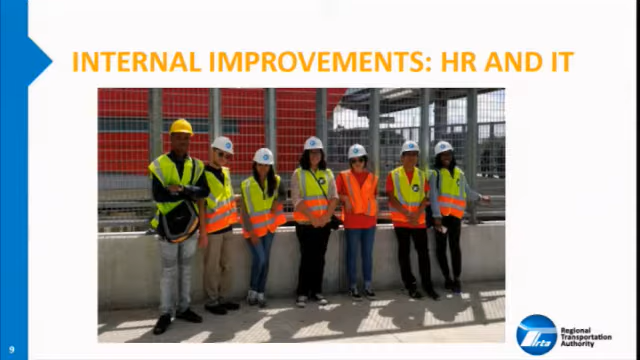 INTERNAL IMPROVEMENTS: HR AND IT
9
rta
Regional
Transportation
Authority